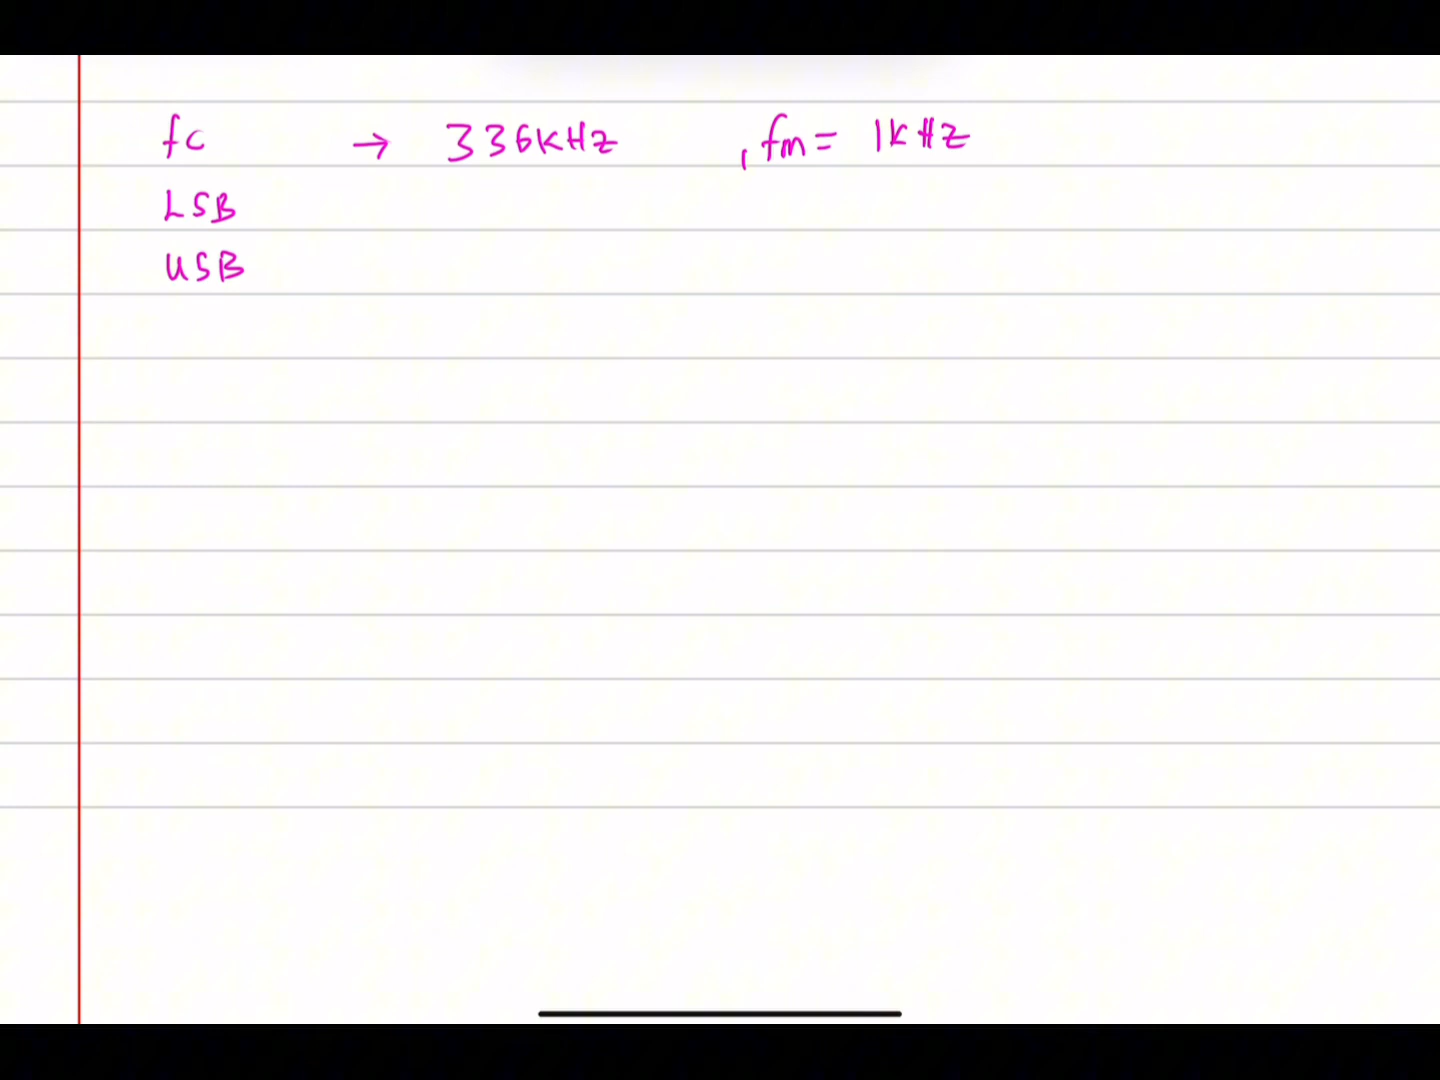 fc → 336KHz , fm = 1KHz
LSB
USB